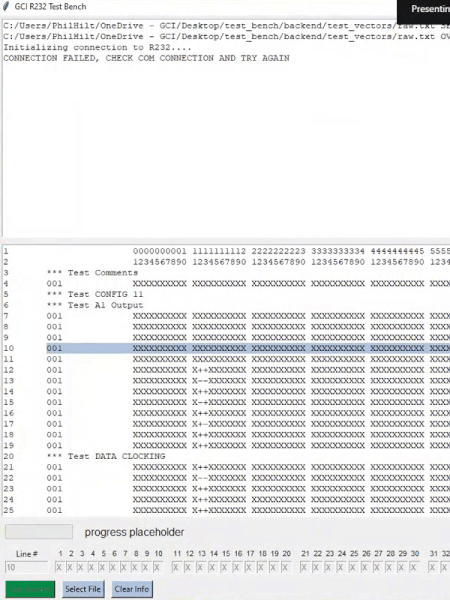 GCI R232 Test Bench
Presentin
C:/Users/PhilHilt/OneDrive - GCI/Desktop/test_bench/backend/test_vectors/raw.txt SE
C:/Users/PhilHilt/OneDrive - GCI/Desktop/test_bench/backend/test_vectors/raw.txt OV
Initializing connection to R232....
CONNECTION FAILED, CHECK COM CONNECTION AND TRY AGAIN
1 0000000001 1111111112 2222222223 3333333334 4444444445 5555
2 1234567890 1234567890 1234567890 1234567890 1234567890 1234
3 *** Test Comments
4 001 XXXXXXXXXX XXXXXXXXXX XXXXXXXXXX XXXXXXXXXX XXXXXXXXXX XXXX
5 *** Test CONFIG 11
6 *** Test A1 Output
7 001 XXXXXXXXXX XXXXXXXXXX XXXXXXXXXX XXXXXXXXXX XXXXXXXXXX XXXX
8 001 XXXXXXXXXX XXXXXXXXXX XXXXXXXXXX XXXXXXXXXX XXXXXXXXXX XXXX
9 001 XXXXXXXXXX XXXXXXXXXX XXXXXXXXXX XXXXXXXXXX XXXXXXXXXX XXXX
10 001 XXXXXXXXXX XXXXXXXXXX XXXXXXXXXX XXXXXXXXXX XXXXXXXXXX XXXX
11 001 XXXXXXXXXX XXXXXXXXXX XXXXXXXXXX XXXXXXXXXX XXXXXXXXXX XXXX
12 001 XXXXXXXXXX X++XXXXXXX XXXXXXXXXX XXXXXXXXXX XXXXXXXXXX XXXX
13 001 XXXXXXXXXX X--XXXXXXX XXXXXXXXXX XXXXXXXXXX XXXXXXXXXX XXXX
14 001 XXXXXXXXXX X++XXXXXXX XXXXXXXXXX XXXXXXXXXX XXXXXXXXXX XXXX
15 001 XXXXXXXXXX X-+XXXXXXX XXXXXXXXXX XXXXXXXXXX XXXXXXXXXX XXXX
16 001 XXXXXXXXXX X++XXXXXXX XXXXXXXXXX XXXXXXXXXX XXXXXXXXXX XXXX
17 001 XXXXXXXXXX X+-XXXXXXX XXXXXXXXXX XXXXXXXXXX XXXXXXXXXX XXXX
18 001 XXXXXXXXXX X++XXXXXXX XXXXXXXXXX XXXXXXXXXX XXXXXXXXXX XXXX
19 001 XXXXXXXXXX X++XXXXXXX XXXXXXXXXX XXXXXXXXXX XXXXXXXXXX XXXX
20 *** Test DATA CLOCKING
21 001 XXXXXXXXXX X++XXXXXXX XXXXXXXXXX XXXXXXXXXX XXXXXXXXXX XXXX
22 001 XXXXXXXXXX X--XXXXXXX XXXXXXXXXX XXXXXXXXXX XXXXXXXXXX XXXX
23 001 XXXXXXXXXX X++XXXXXXX XXXXXXXXXX XXXXXXXXXX XXXXXXXXXX XXXX
24 001 XXXXXXXXXX X++XXXXXXX XXXXXXXXXX XXXXXXXXXX XXXXXXXXXX XXXX
25 001 XXXXXXXXXX X++XXXXXXX XXXXXXXXXX XXXXXXXXXX XXXXXXXXXX XXXX
progress placeholder
Line # 1 2 3 4 5 6 7 8 9 10 11 12 13 14 15 16 17 18 19 20 21 22 23 24 25 26 27 28 29 30 31 32
10 X X X X X X X X X X X X X X X X X X X X X X X X X X X X X X X X
Select File Clear Info